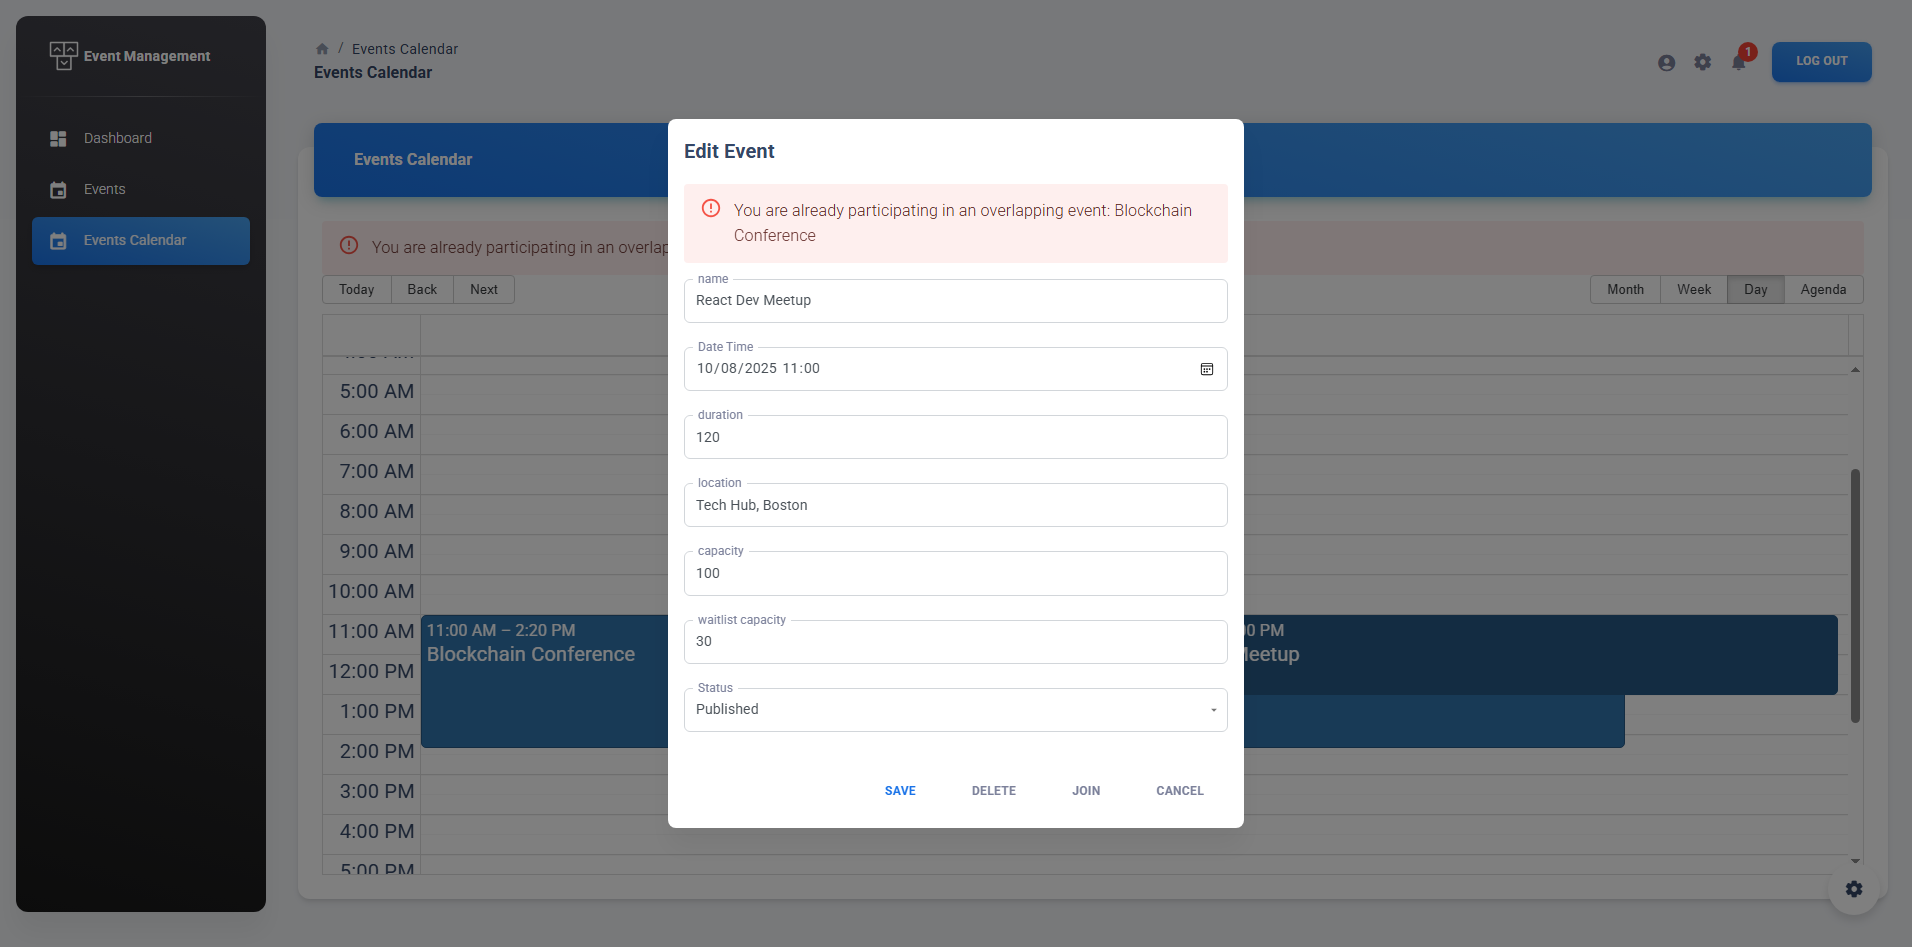 Event Management
Dashboard
Events
Events Calendar
/ Events Calendar
Events Calendar
1
LOG OUT
Events Calendar
You are already participating in an
Today
Back
Next
Month
Week
Day
Agenda
5:00 AM
6:00 AM
7:00 AM
8:00 AM
9:00 AM
10:00 AM
11:00 AM
12:00 PM
1:00 PM
2:00 PM
3:00 PM
4:00 PM
5:00 PM
11:00 AM – 2:20 PM
Blockchain Conference
PM
Meetup
Edit Event
You are already participating in an overlapping event: Blockchain
Conference
name
React Dev Meetup
Date Time
10/08/2025 11:00
duration
120
location
Tech Hub, Boston
capacity
100
waitlist capacity
30
Status
Published
SAVE
DELETE
JOIN
CANCEL